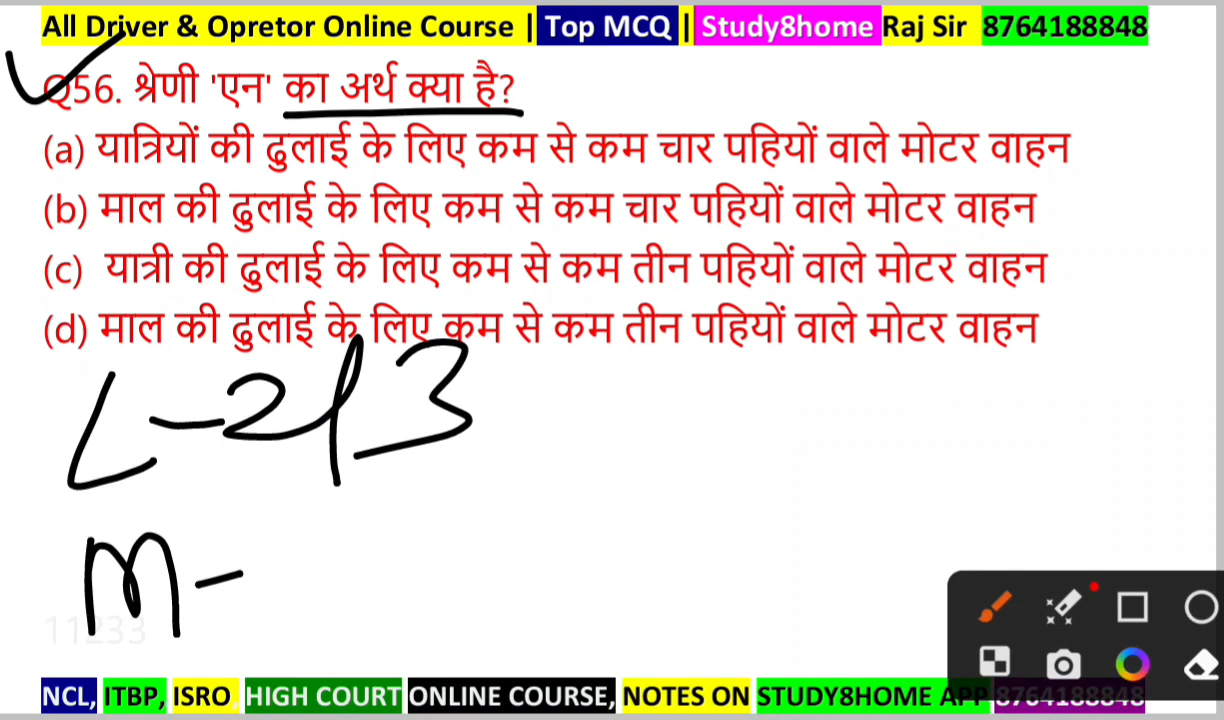 All Driver & Opretor Online Course | Top MCQ | Study8home Raj Sir 8764188848
Q56. श्रेणी 'एन' का अर्थ क्या है?
(a) यात्रियों की ढुलाई के लिए कम से कम चार पहियों वाले मोटर वाहन
(b) माल की ढुलाई के लिए कम से कम चार पहियों वाले मोटर वाहन
(c) यात्री की ढुलाई के लिए कम से कम तीन पहियों वाले मोटर वाहन
(d) माल की ढुलाई के लिए कम से कम तीन पहियों वाले मोटर वाहन
L-2/3
M-
11233
NCL, ITBP, ISRO, HIGH COURT ONLINE COURSE, NOTES ON STUDY8HOME APP 8764188848